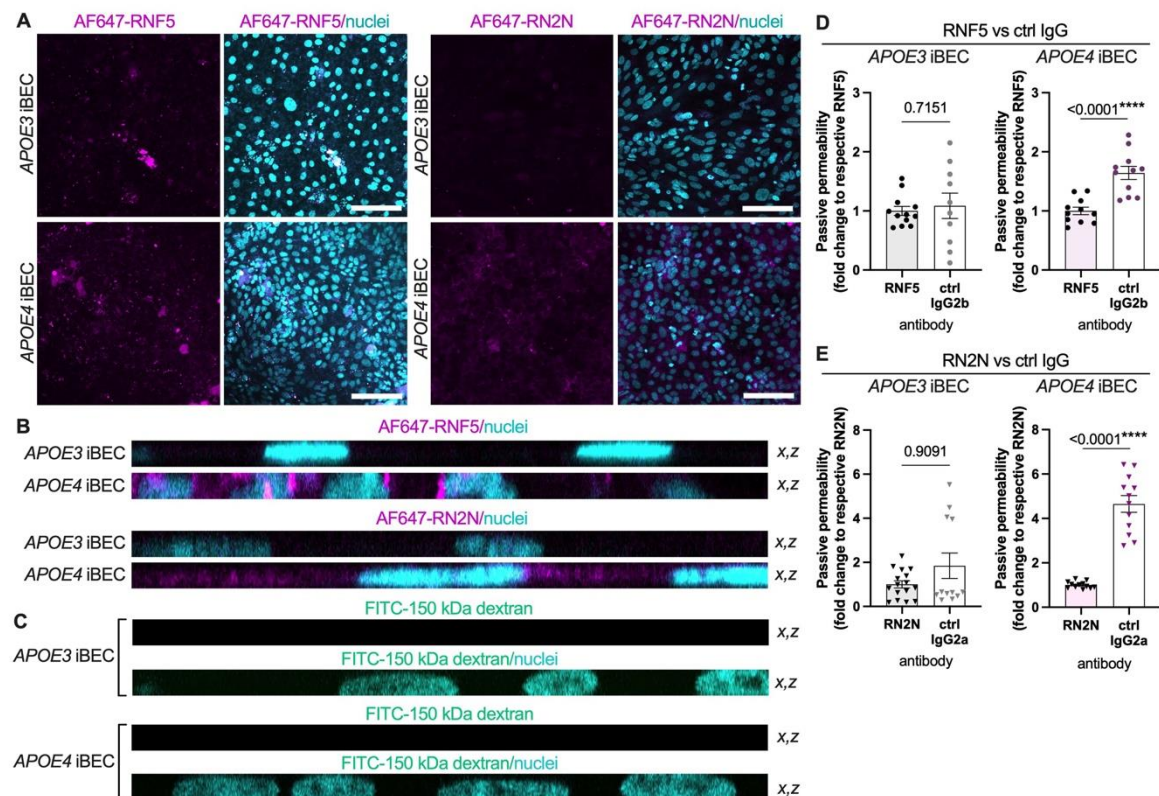 A
AF647-RNF5
AF647-RNF5/nuclei
AF647-RN2N
AF647-RN2N/nuclei
APOE3 iBEC
APOE3 iBEC
APOE4 iBEC
APOE4 iBEC
B
AF647-RNF5/nuclei
APOE3 iBEC
x,z
APOE4 iBEC
x,z
AF647-RN2N/nuclei
APOE3 iBEC
x,z
APOE4 iBEC
x,z
C
FITC-150 kDa dextran
x,z
APOE3 iBEC
FITC-150 kDa dextran/nuclei
x,z
FITC-150 kDa dextran
x,z
APOE4 iBEC
FITC-150 kDa dextran/nuclei
x,z
D
RNF5 vs ctrl IgG
APOE3 iBEC
Passive permeability
(fold change to respective RNF5)
3
2
1
0
0.7151
RNF5
ctrl
IgG2b
antibody
APOE4 iBEC
Passive permeability
(fold change to respective RNF5)
3
2
1
0
<0.0001****
RNF5
ctrl
IgG2b
antibody
E
RN2N vs ctrl IgG
APOE3 iBEC
Passive permeability
(fold change to respective RN2N)
8
6
4
2
0
0.9091
RN2N
ctrl
IgG2a
antibody
APOE4 iBEC
Passive permeability
(fold change to respective RN2N)
8
6
4
2
0
<0.0001****
RN2N
ctrl
IgG2a
antibody